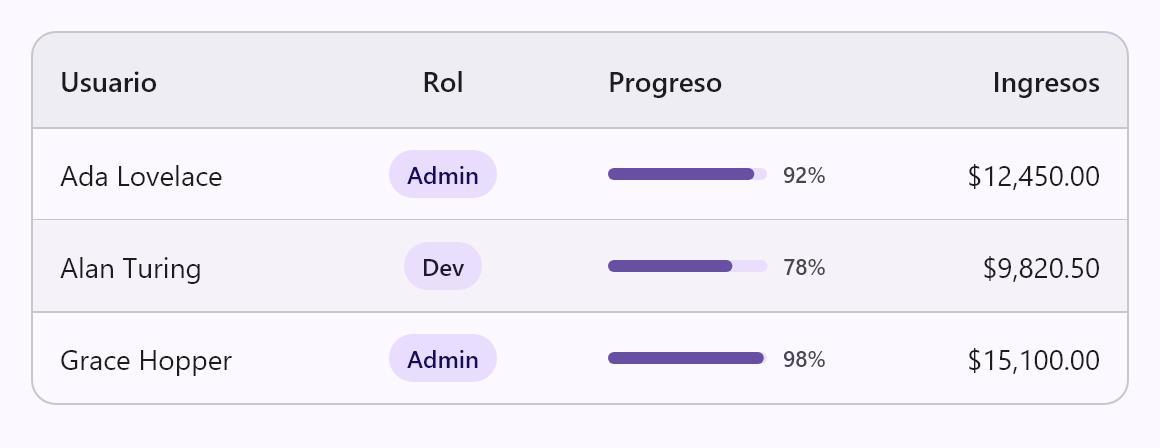 Usuario Rol Progreso Ingresos
Ada Lovelace Admin 92% $12,450.00
Alan Turing Dev 78% $9,820.50
Grace Hopper Admin 98% $15,100.00